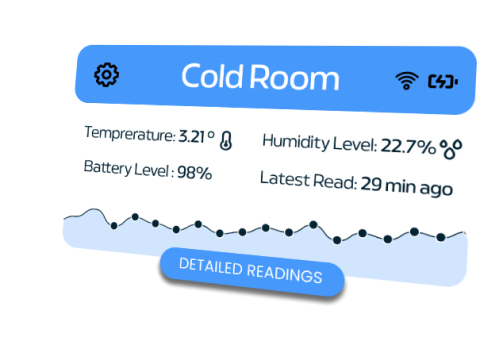 Cold Room
Temprerature: 3.21°
Humidity Level: 22.7%
Battery Level : 98%
Latest Read: 29 min ago
DETAILED READINGS